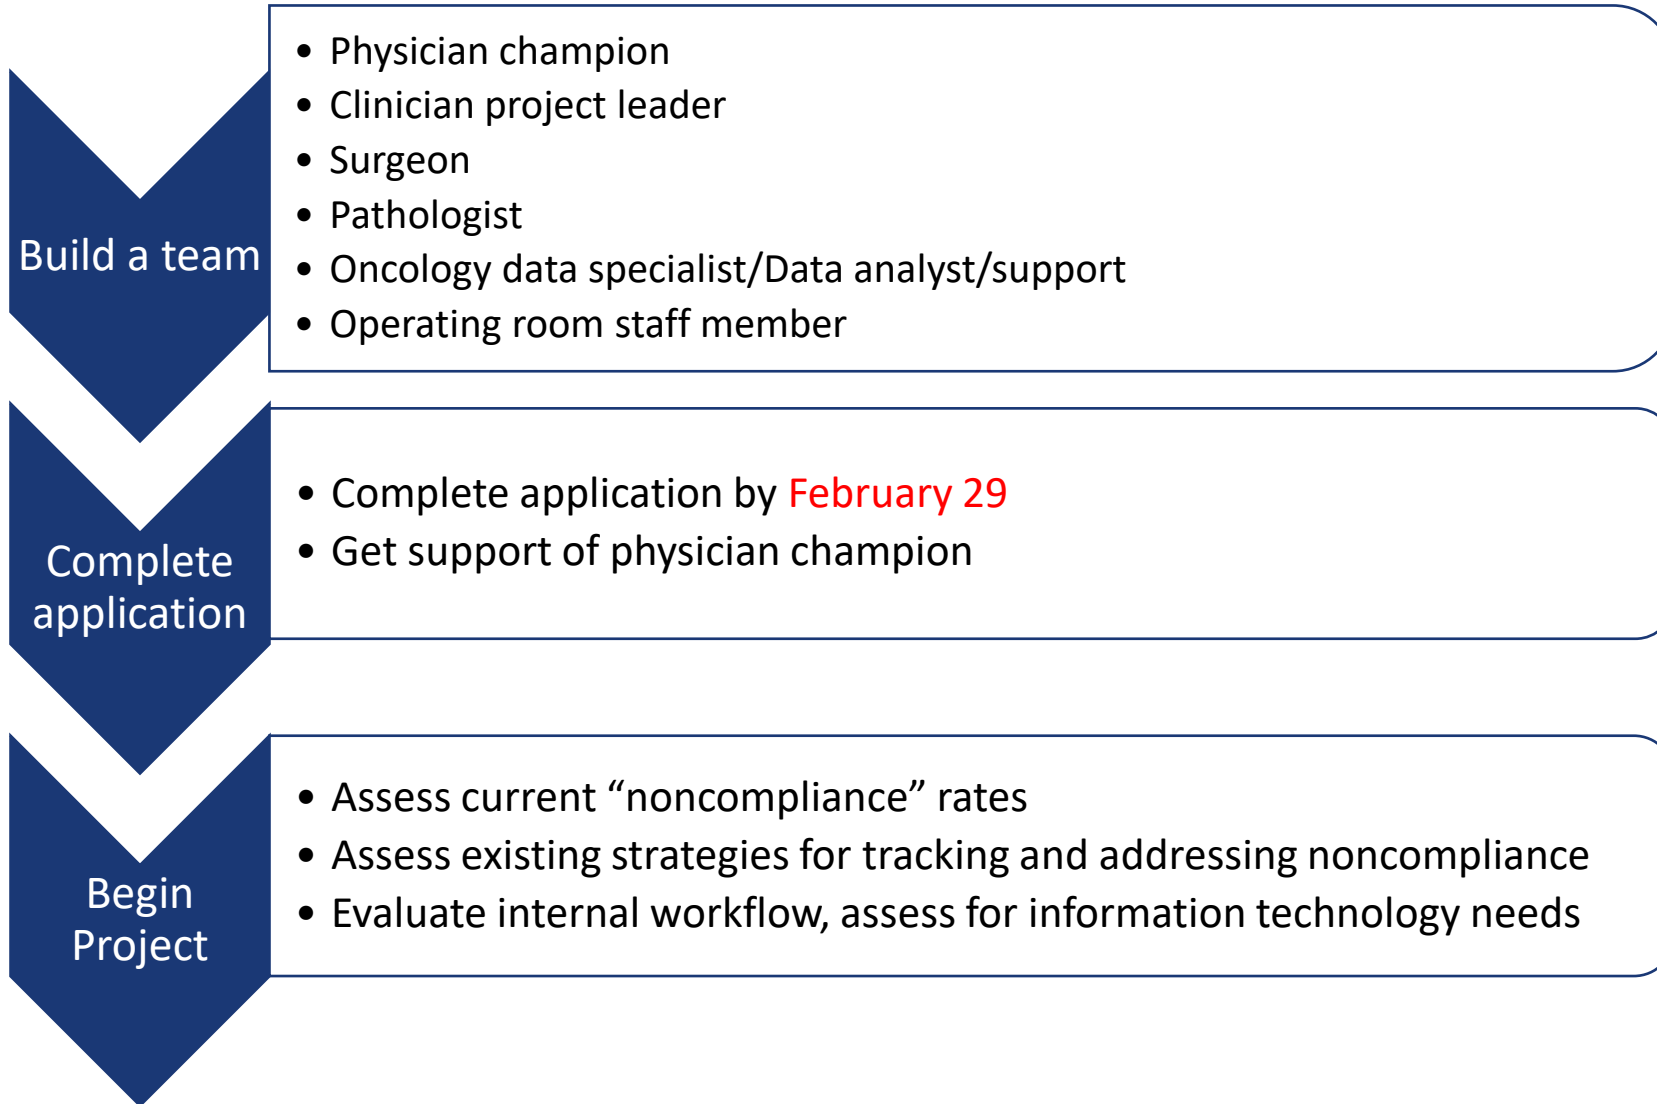 Build a team
• Physician champion
• Clinician project leader
• Surgeon
• Pathologist
• Oncology data specialist/Data analyst/support
• Operating room staff member
Complete
application
• Complete application by February 29
• Get support of physician champion
Begin
Project
• Assess current “noncompliance” rates
• Assess existing strategies for tracking and addressing noncompliance
• Evaluate internal workflow, assess for information technology needs